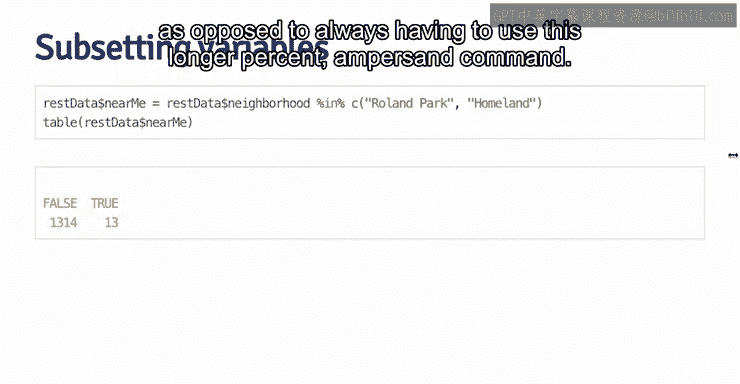 as opposed to always having to use this
longer percent, ampersand command.
Subsetting variables
restData$nearMe = restData$neighborhood %in% c("Roland Park", "Homeland")
table(restData$nearMe)
FALSE TRUE
1314 13